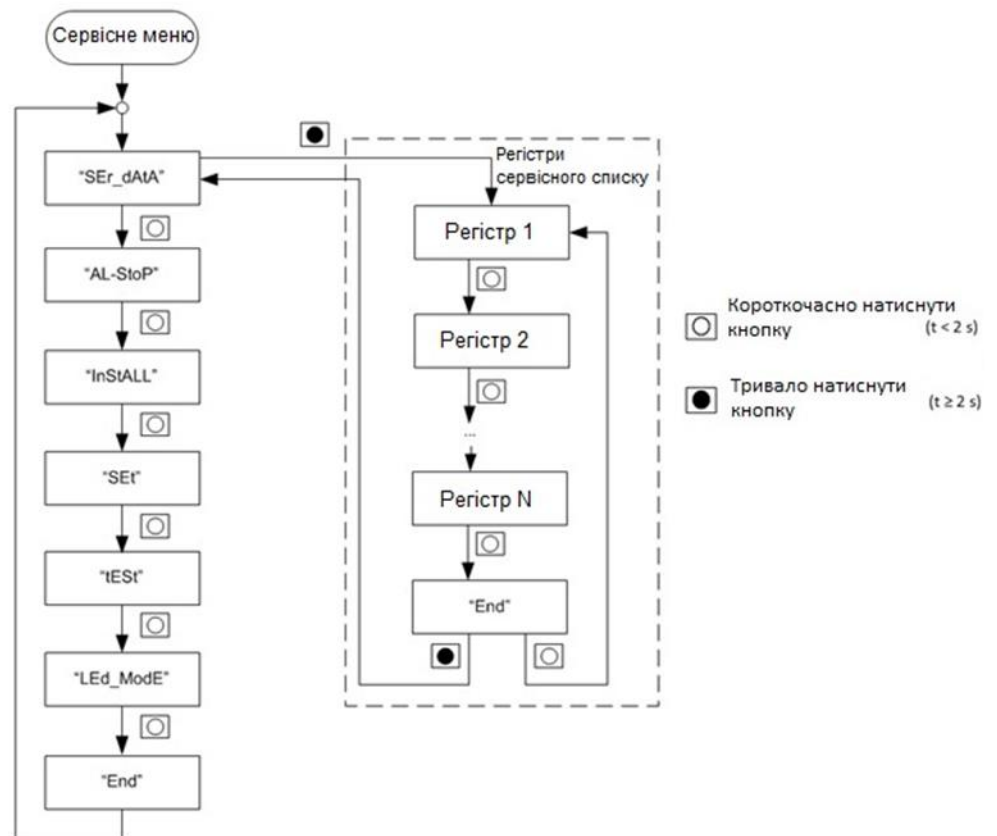 Сервісне меню
"SEr_dAtA"
"AL-StoP"
"InStALL"
"SEt"
"tESt"
"LEd_ModE"
"End"
Регістри
сервісного списку
Регістр 1
Регістр 2
...
Регістр N
"End"
Короткочасно натиснути
кнопку (t < 2 s)
Тривало натиснути
кнопку (t ≥ 2 s)